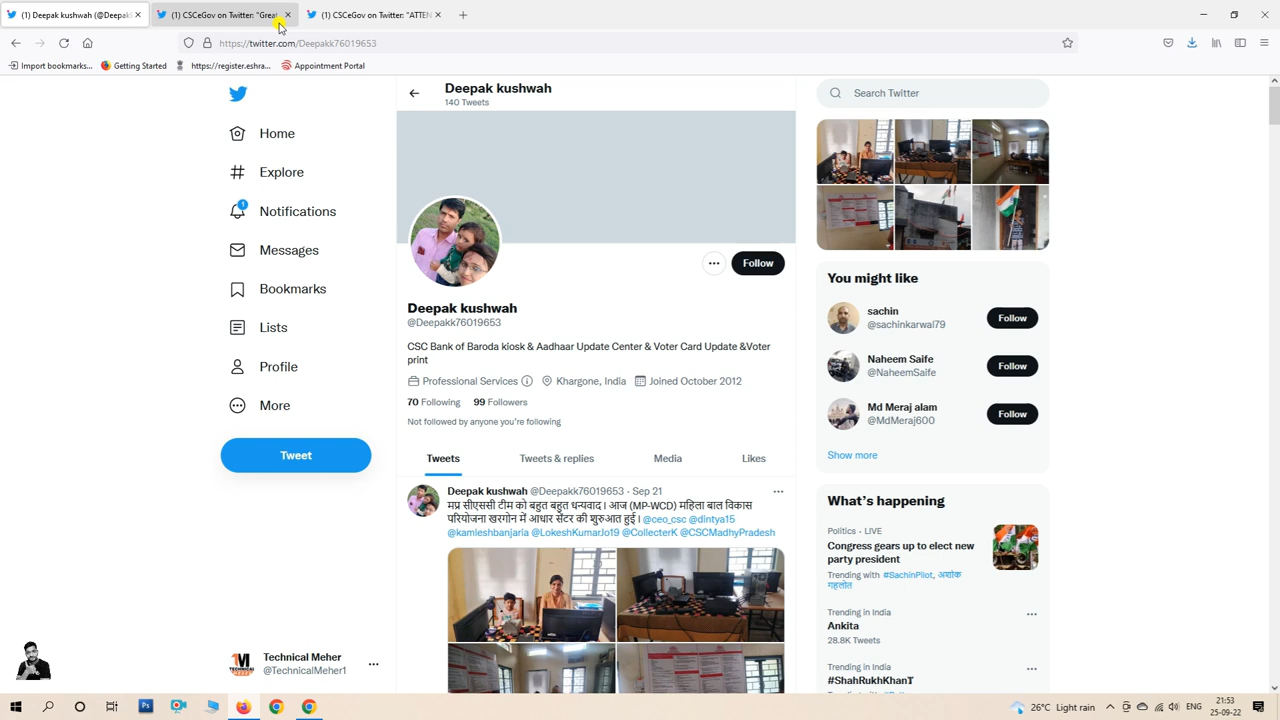 (1) Deepak kushwah (@Deepak
(1) CSCeGov on Twitter: "Great
(1) CSCeGov on Twitter: "ATTEN
https://twitter.com/Deepakk76019653
Import bookmarks...
Getting Started
https://register.eshra...
Appointment Portal
Home
Explore
1
Notifications
Messages
Bookmarks
Lists
Profile
More
Tweet
Technical Meher
@TechnicalMeher1
Deepak kushwah
140 Tweets
Follow
Deepak kushwah
@Deepakk76019653
CSC Bank of Baroda kiosk & Aadhaar Update Center & Voter Card Update &Voter
print
Professional Services Khargone, India Joined October 2012
70 Following 99 Followers
Not followed by anyone you're following
Tweets Tweets & replies Media Likes
Deepak kushwah @Deepakk76019653 · Sep 21
मप्र सीएससी टीम को बहुत बहुत धन्यवाद। आज (MP-WCD) महिला बाल विकास
परियोजना खरगोन में आधार सेंटर की शुरुआत हुई। @ceo_csc @dintya15
@kamleshbanjaria @LokeshKumarJo19 @CollecterK @CSCMadhyPradesh
Search Twitter
You might like
sachin
@sachinkarwal79
Follow
Naheem Saife
@NaheemSaife
Follow
Md Meraj alam
@MdMeraj600
Follow
Show more
What's happening
Politics · LIVE
Congress gears up to elect new
party president
Trending with #SachinPilot, अशोक
गहलोत
Trending in India
Ankita
28.8K Tweets
Trending in India
#ShahRukhKhan𓃵
26°C Light rain
ENG
21:53
25-09-22